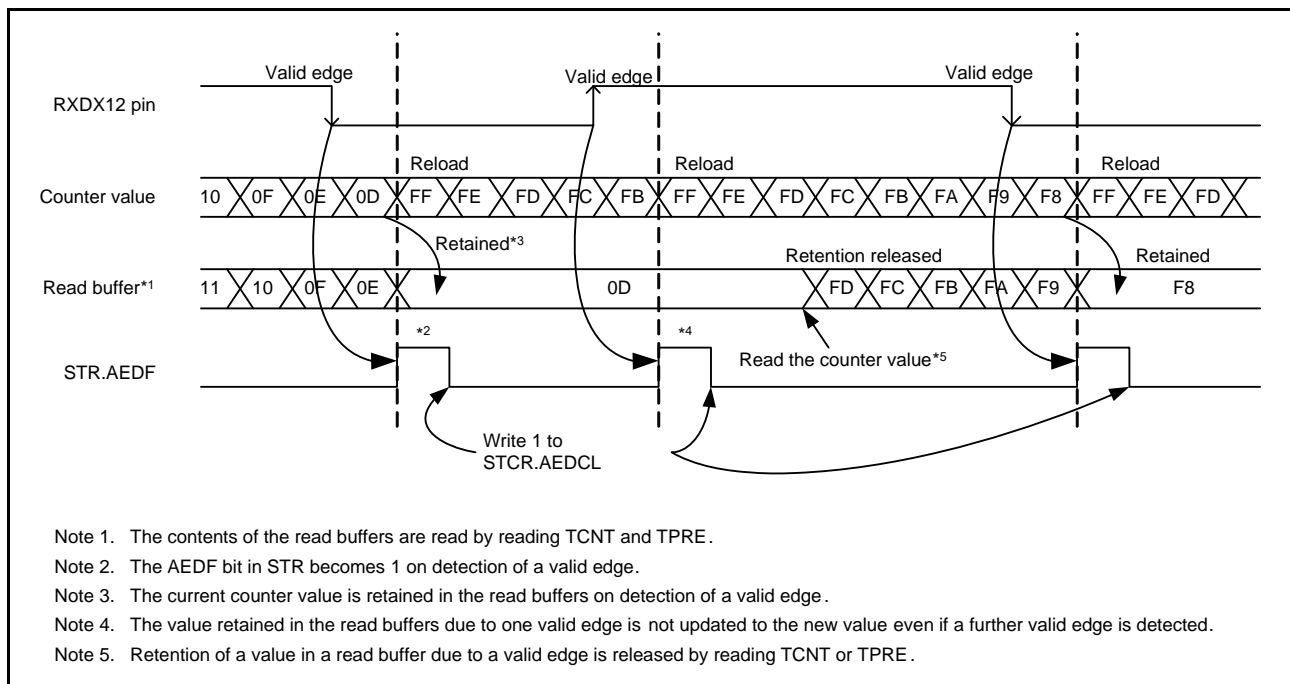 Valid edge Valid edge Valid edge
RXDX12 pin
Reload Reload Reload
Counter value 10 0F 0E 0D FF FE FD FC FB FF FE FD FC FB FA F9 F8 FF FE FD
Retained*3 Retention released Retained
Read buffer*1 11 10 0F 0E 0D FD FC FB FA F9 F8
*2 *4
Read the counter value*5
STR.AEDF
Write 1 to
STCR.AEDCL
Note 1. The contents of the read buffers are read by reading TCNT and TPRE.
Note 2. The AEDF bit in STR becomes 1 on detection of a valid edge.
Note 3. The current counter value is retained in the read buffers on detection of a valid edge.
Note 4. The value retained in the read buffers due to one valid edge is not updated to the new value even if a further valid edge is detected.
Note 5. Retention of a value in a read buffer due to a valid edge is released by reading TCNT or TPRE.